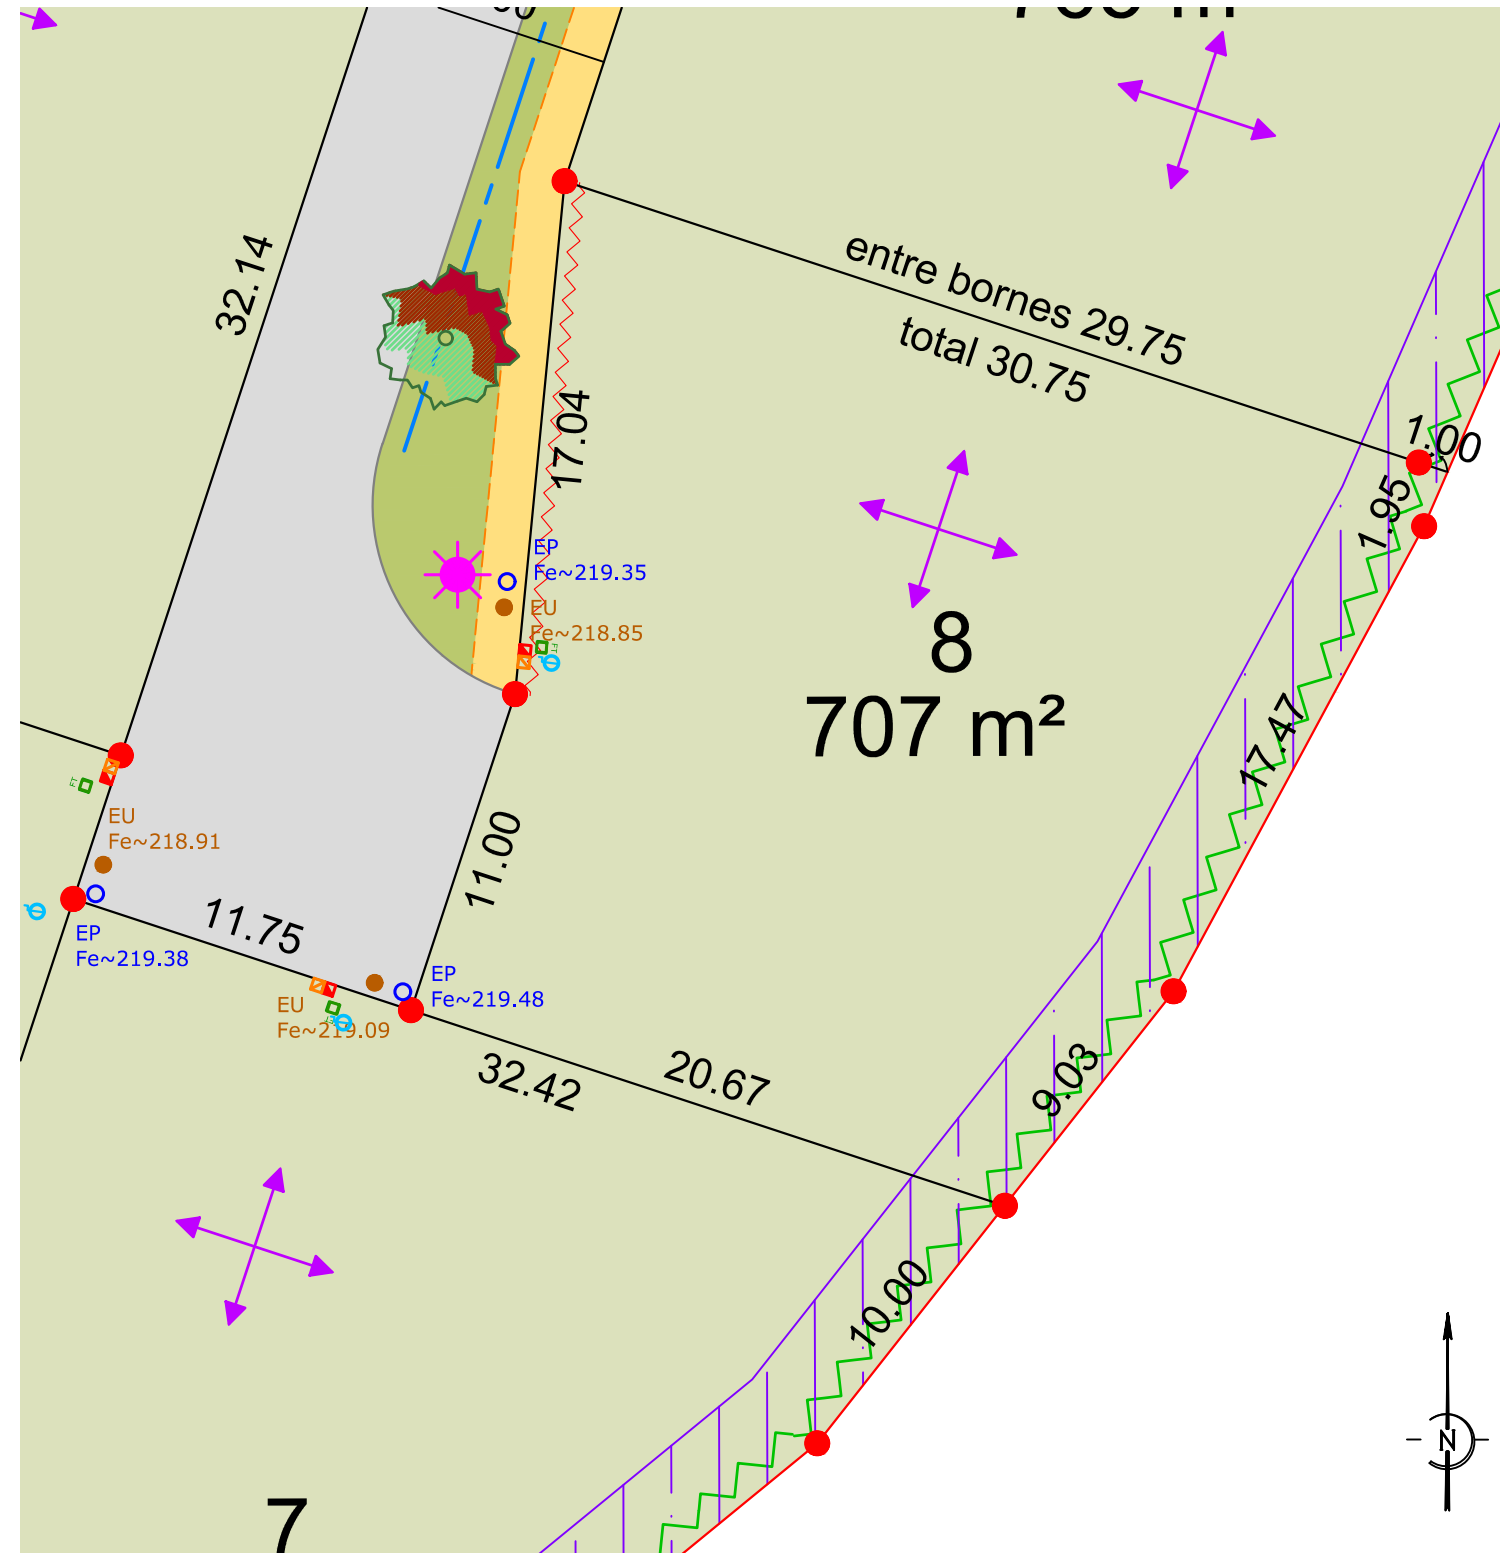 32.14
entre bornes 29.75
total 30.75
17.04
1.00
1.95
EP
Fe~219.35
EU
Fe~218.85
FT
8
707 m²
17.47
FT
EU
Fe~218.91
11.00
11.75
EP
Fe~219.38
EP
Fe~219.48
EU
Fe~219.09
FT
32.42
20.67
9.03
10.00
N
7